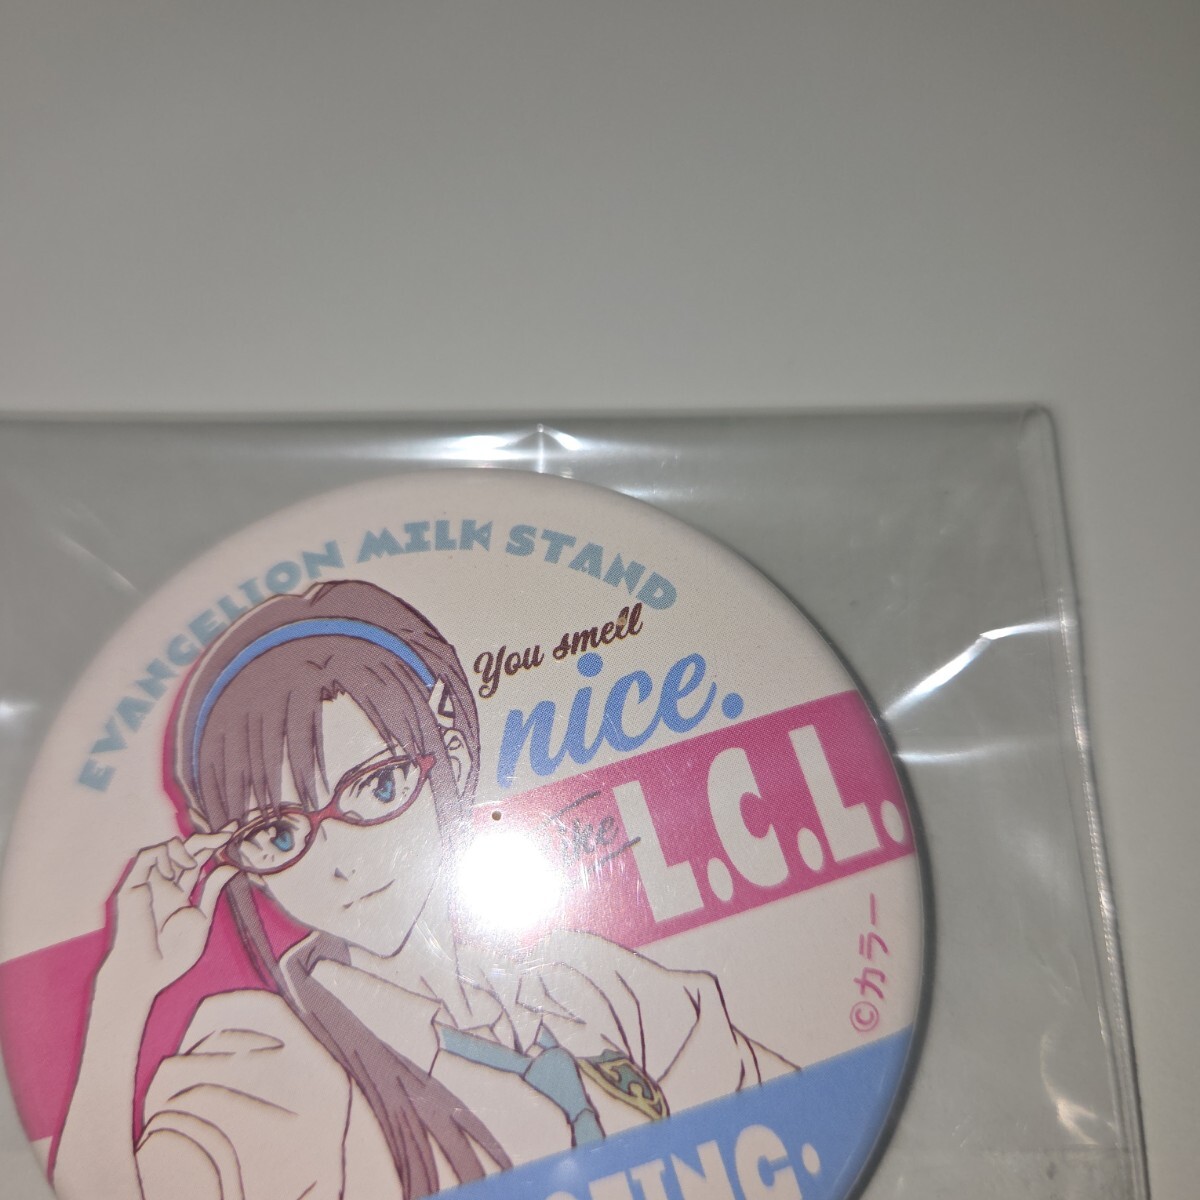 EVANGELION MILK STAND
You smell
nice.
like L.C.L.
©カラー